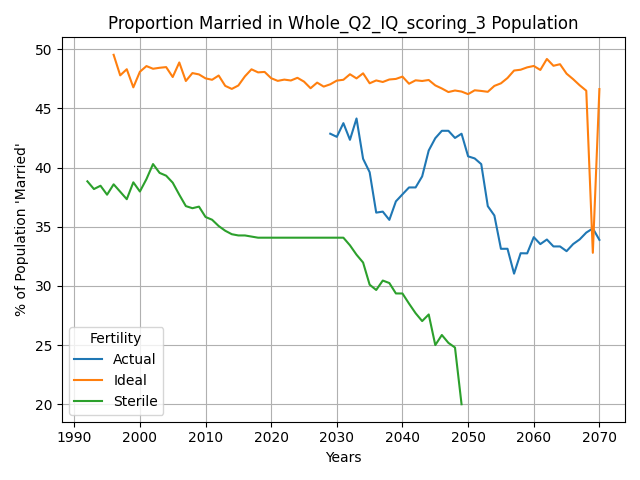 Proportion Married in Whole_Q2_IQ_scoring_3 Population
% of Population 'Married'
50
45
40
35
30
25
20
Fertility
Actual
Ideal
Sterile
1990 2000 2010 2020 2030 2040 2050 2060 2070
Years